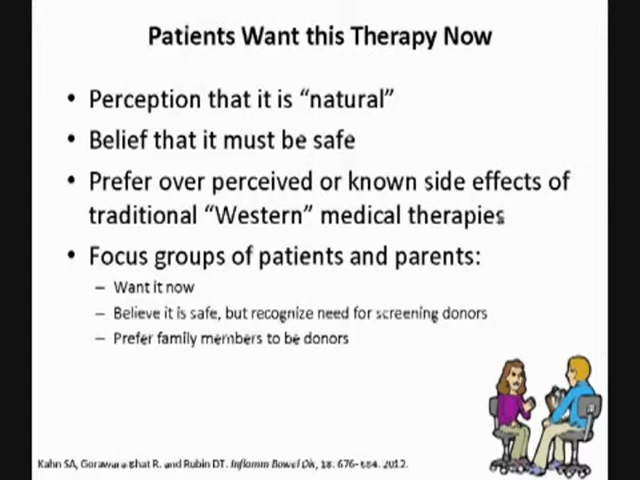 Patients Want this Therapy Now
• Perception that it is “natural”
• Belief that it must be safe
• Prefer over perceived or known side effects of
traditional “Western” medical therapies
• Focus groups of patients and parents:
– Want it now
– Believe it is safe, but recognize need for screening donors
– Prefer family members to be donors
Kahn SA, R. and Rubin DT. Inflamm Bowel Dis, 18. 676-684. 2012.